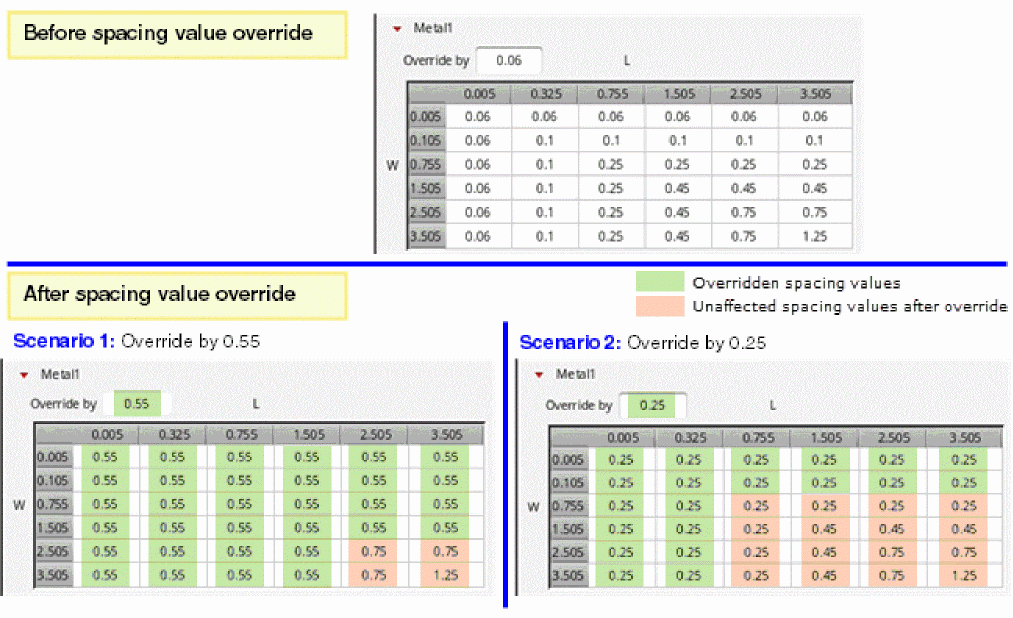 Before spacing value override
Metal1
Override by 0.06 L
0.005 0.325 0.755 1.505 2.505 3.505
0.005 0.06 0.06 0.06 0.06 0.06 0.06
0.105 0.06 0.1 0.1 0.1 0.1 0.1
W 0.755 0.06 0.1 0.25 0.25 0.25 0.25
1.505 0.06 0.1 0.25 0.45 0.45 0.45
2.505 0.06 0.1 0.25 0.45 0.75 0.75
3.505 0.06 0.1 0.25 0.45 0.75 1.25
After spacing value override
Overridden spacing values
Unaffected spacing values after override
Scenario 1: Override by 0.55
Metal1
Override by 0.55 L
0.005 0.325 0.755 1.505 2.505 3.505
0.005 0.55 0.55 0.55 0.55 0.55 0.55
0.105 0.55 0.55 0.55 0.55 0.55 0.55
W 0.755 0.55 0.55 0.55 0.55 0.55 0.55
1.505 0.55 0.55 0.55 0.55 0.55 0.55
2.505 0.55 0.55 0.55 0.55 0.75 0.75
3.505 0.55 0.55 0.55 0.55 0.75 1.25
Scenario 2: Override by 0.25
Metal1
Override by 0.25 L
0.005 0.325 0.755 1.505 2.505 3.505
0.005 0.25 0.25 0.25 0.25 0.25 0.25
0.105 0.25 0.25 0.25 0.25 0.25 0.25
W 0.755 0.25 0.25 0.25 0.25 0.25 0.25
1.505 0.25 0.25 0.25 0.45 0.45 0.45
2.505 0.25 0.25 0.25 0.45 0.75 0.75
3.505 0.25 0.25 0.25 0.45 0.75 1.25